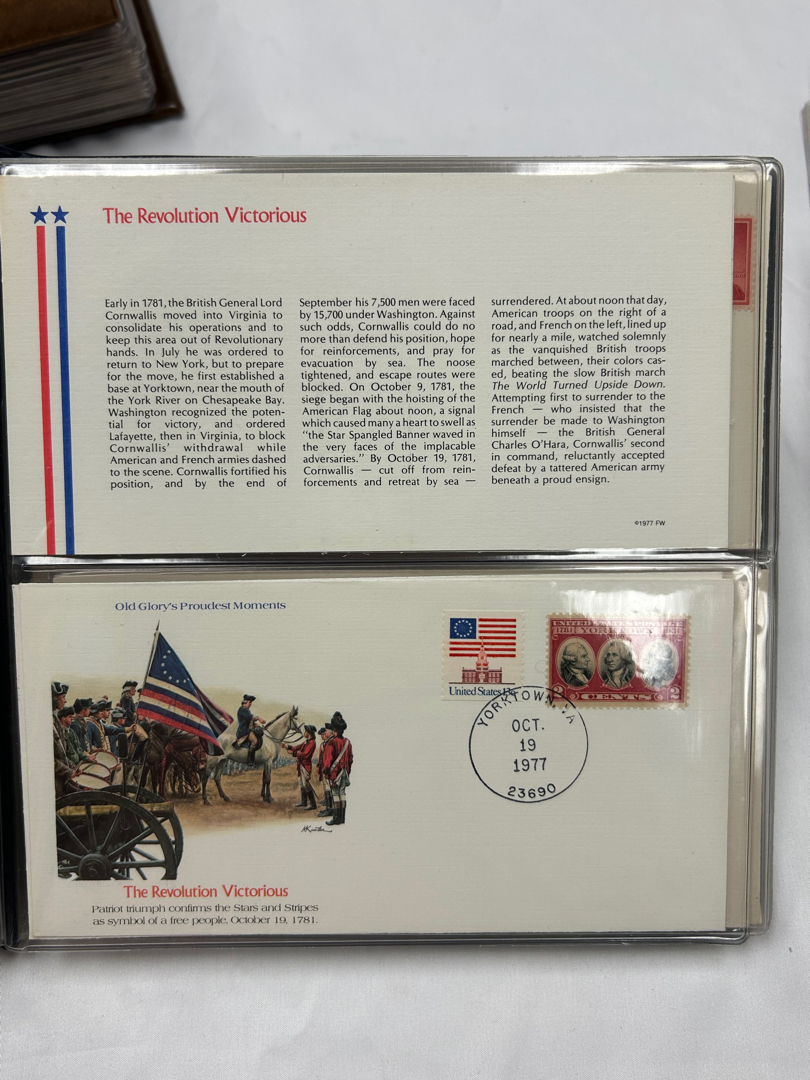 The Revolution Victorious
Early in 1781, the British General Lord
Cornwallis moved into Virginia to
consolidate his operations and to
keep this area out of Revolutionary
hands. In July he was ordered to
return to New York, but to prepare
for the move, he first established a
base at Yorktown, near the mouth of
the York River on Chesapeake Bay.
Washington recognized the poten-
tial for victory, and ordered
Lafayette, then in Virginia, to block
Cornwallis' withdrawal while
American and French armies dashed
to the scene. Cornwallis fortified his
position, and by the end of
September his 7,500 men were faced
by 15,700 under Washington. Against
such odds, Cornwallis could do no
more than defend his position, hope
for reinforcements, and pray for
evacuation by sea. The noose
tightened, and escape routes were
blocked. On October 9, 1781, the
siege began with the hoisting of the
American Flag about noon, a signal
which caused many a heart to swell as
"the Star Spangled Banner waved in
the very faces of the implacable
adversaries." By October 19, 1781,
Cornwallis — cut off from rein-
forcements and retreat by sea —
surrendered. At about noon that day,
American troops on the right of a
road, and French on the left, lined up
for nearly a mile, watched solemnly
as the vanquished British troops
marched between, their colors cas-
ed, beating the slow British march
The World Turned Upside Down.
Attempting first to surrender to the
French — who insisted that the
surrender be made to Washington
himself — the British General
Charles O'Hara, Cornwallis' second
in command, reluctantly accepted
defeat by a tattered American army
beneath a proud ensign.
©1977 FW
Old Glory's Proudest Moments
United States
UNITED STATES POSTAGE
1781 YORKTOWN 1931
2 CENTS 2
YORKTOWN, VA
OCT.
19
1977
23690
The Revolution Victorious
Patriot triumph confirms the Stars and Stripes
as symbol of a free people, October 19, 1781.